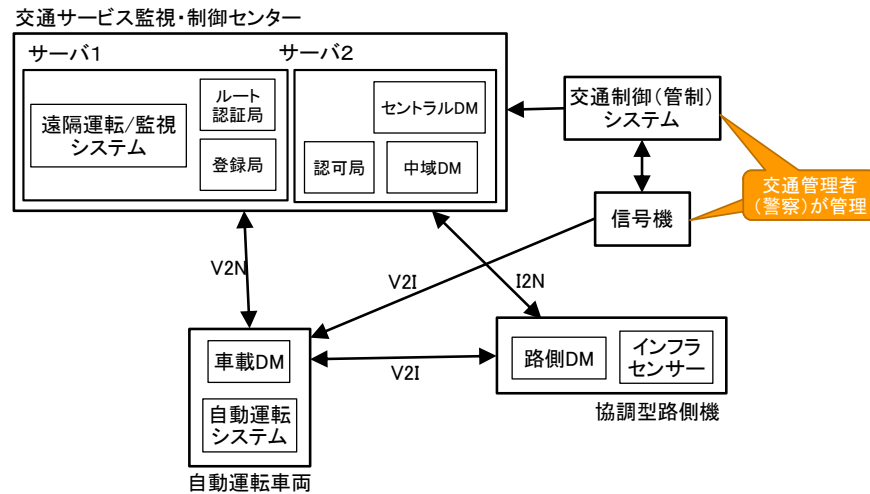 交通サービス監視・制御センター
サーバ1
サーバ2
遠隔運転/監視
システム
ルート
認証局
登録局
セントラルDM
認可局
中域DM
交通制御(管制)
システム
信号機
交通管理者
(警察)が管理
V2N
V2I
I2N
V2I
車載DM
自動運転
システム
自動運転車両
路側DM
インフラ
センサー
協調型路側機